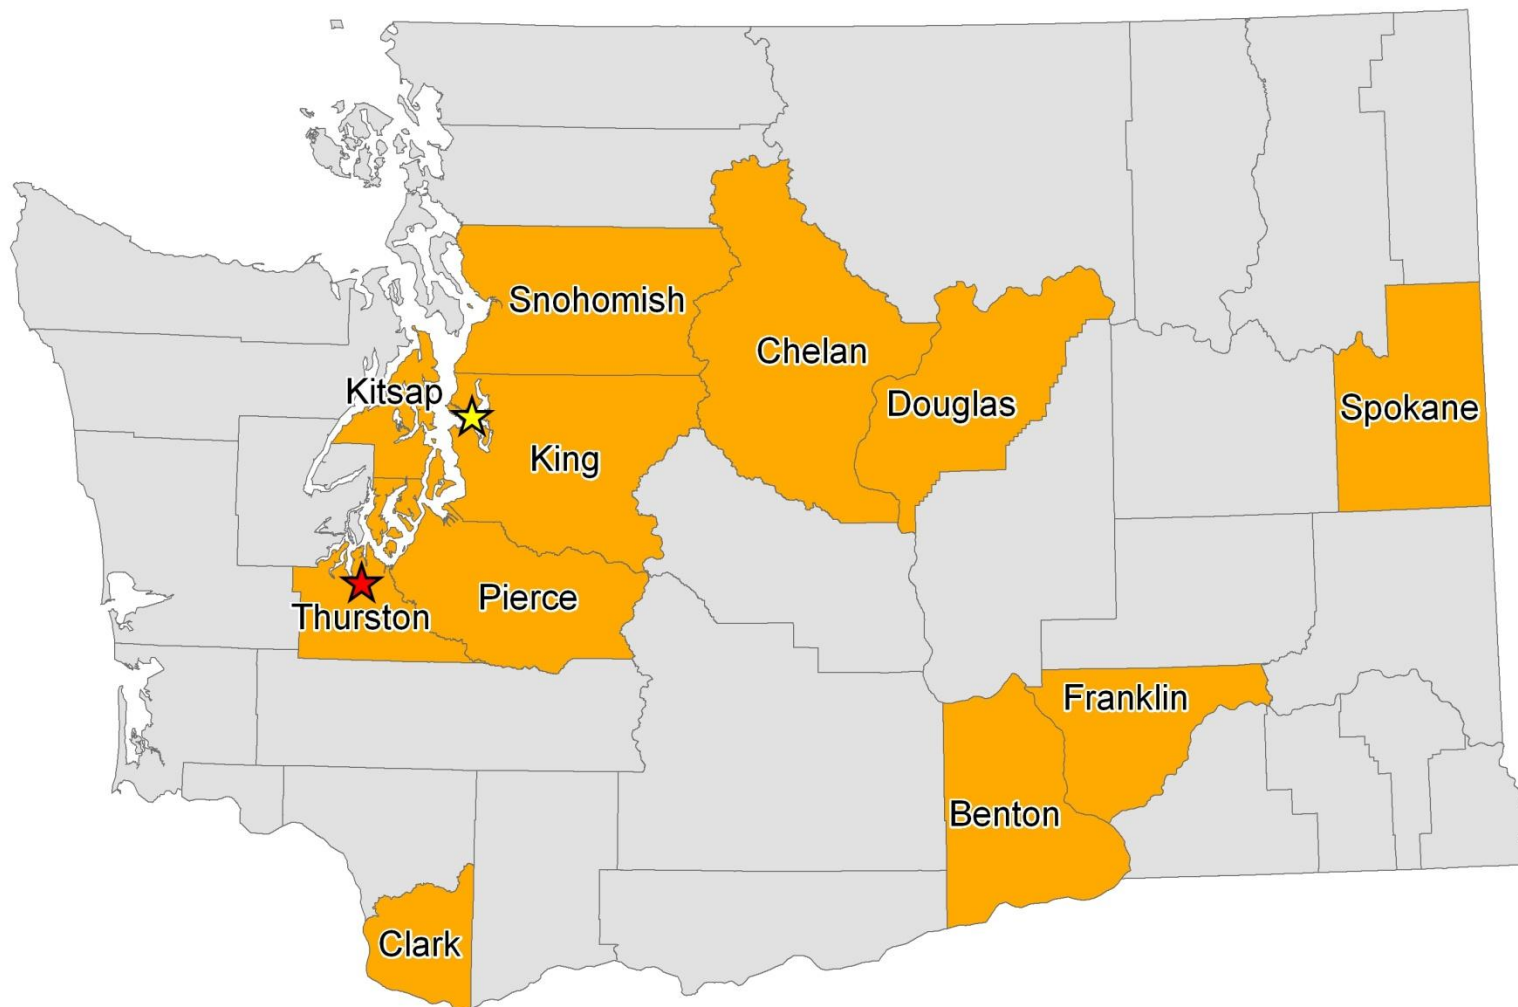 Snohomish
Chelan
Kitsap
Douglas
Spokane
King
Pierce
Thurston
Franklin
Benton
Clark